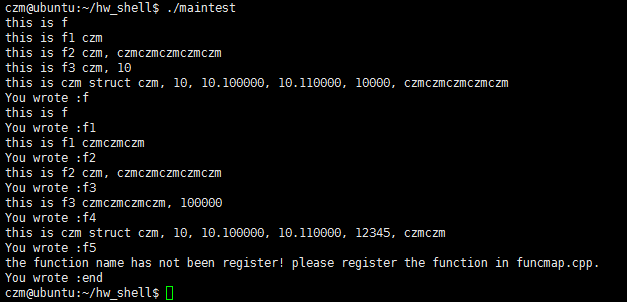 czm@ubuntu:~/hw_shell$ ./maintest
this is f
this is f1 czm
this is f2 czm, czmczmczmczmczm
this is f3 czm, 10
this is czm struct czm, 10, 10.100000, 10.110000, 10000, czmczmczmczmczm
You wrote :f
this is f
You wrote :f1
this is f1 czmczmczm
You wrote :f2
this is f2 czm, czmczmczmczmczm
You wrote :f3
this is f3 czmczmczmczm, 100000
You wrote :f4
this is czm struct czm, 10, 10.100000, 10.110000, 12345, czmczm
You wrote :f5
the function name has not been register! please register the function in funcmap.cpp.
You wrote :end
czm@ubuntu:~/hw_shell$